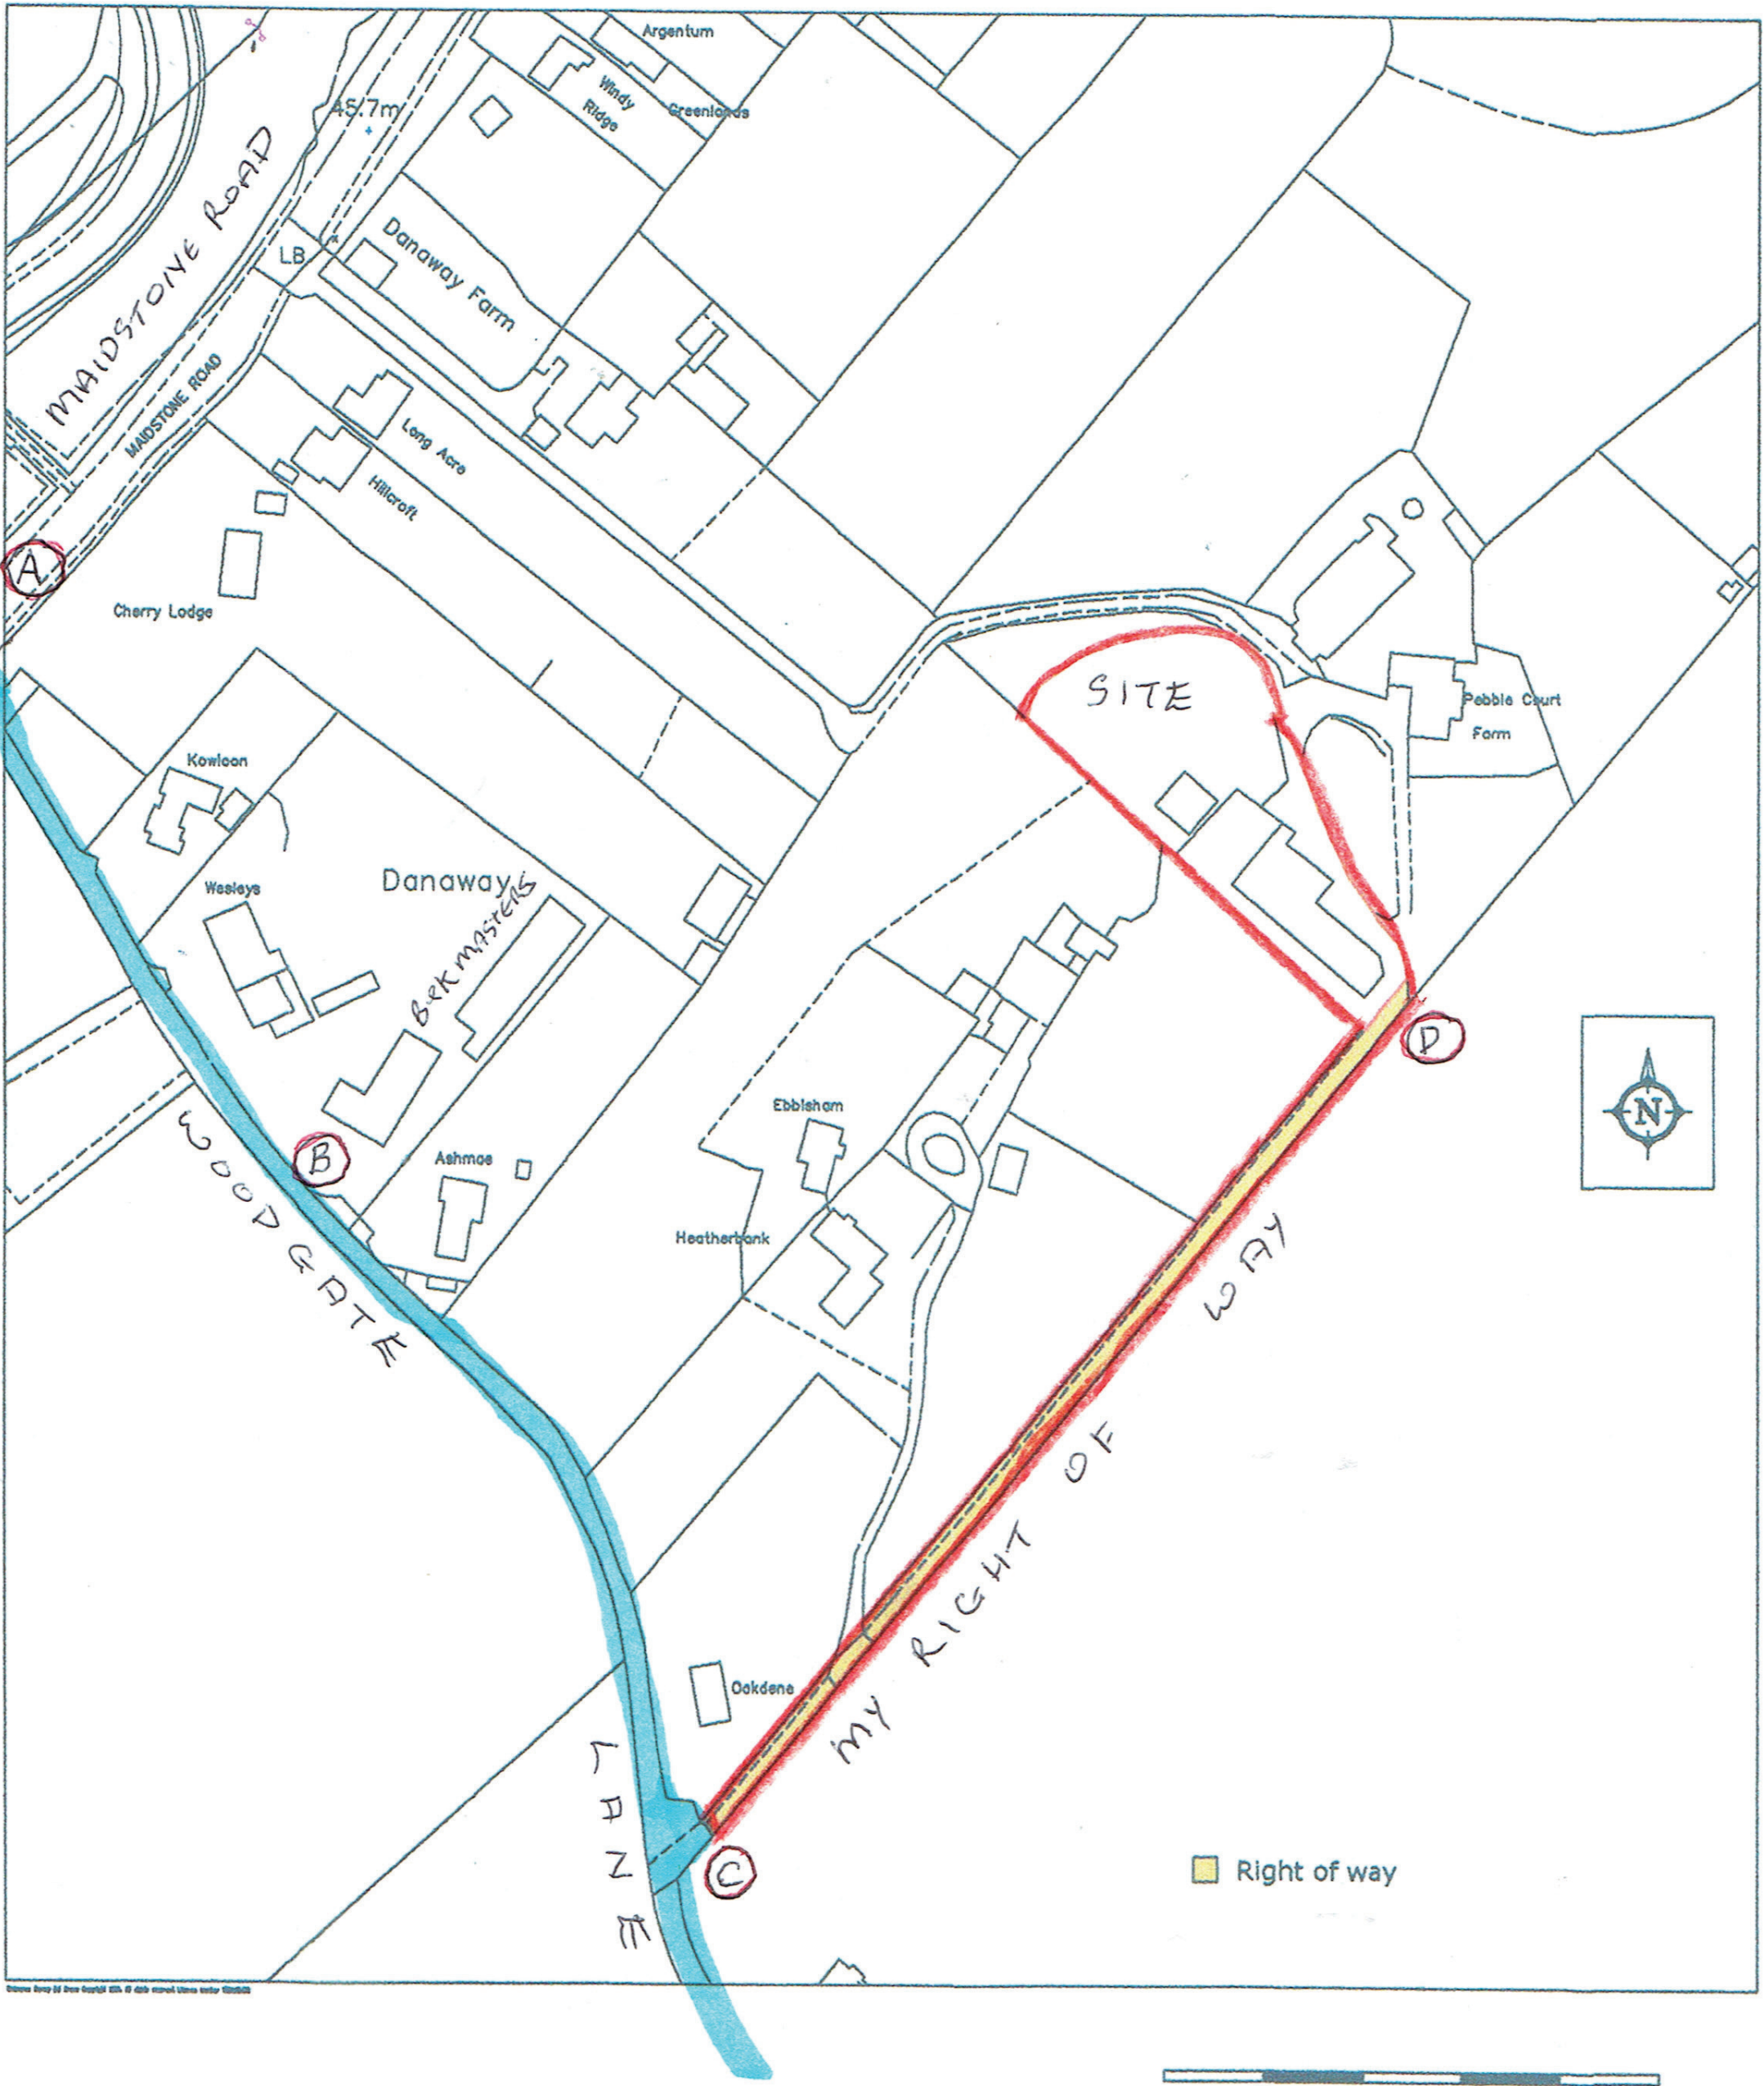 Argentum
Windy
Ridge
Greenlands
45.7m
MAIDSTONE ROAD
LB
Danaway Farm
MAIDSTONE ROAD
Long Acre
Hillcroft
A
Cherry Lodge
SITE
Pebble Court
Farm
Kowloon
Danaway
Wesleys
D
N
Ebbisham
B
Ashmoe
WOODGATE
Heatherbank
MY RIGHT OF WAY
Oakdene
LANE
C
Right of way